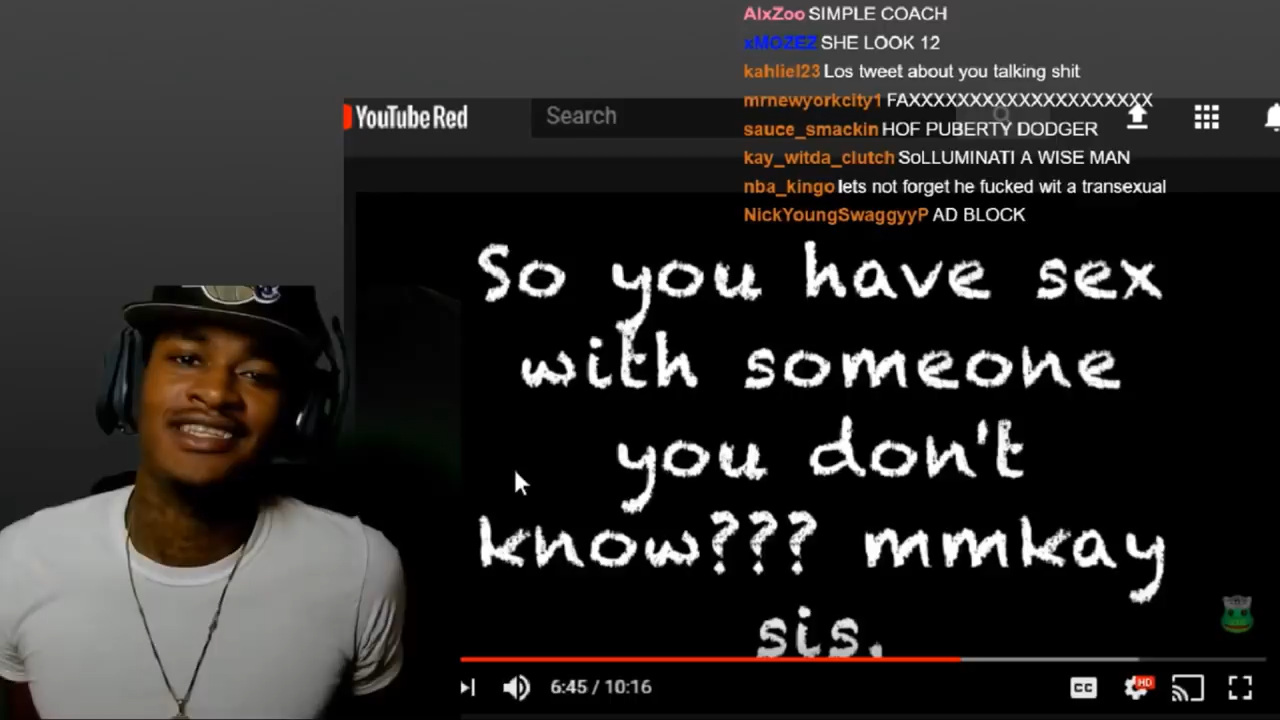 AlxZoo SIMPLE COACH
xMOZEZ SHE LOOK 12
kahliel23 Los tweet about you talking shit
mrnewyorkcity1 FAXXXXXXXXXXXXXXXXXXXX
sauce_smackin HOF PUBERTY DODGER
kay_witda_clutch SoLLUMINATI A WISE MAN
nba_kingo lets not forget he fucked wit a transexual
NickYoungSwaggyyP AD BLOCK
YouTube Red
Search
So you have sex
with someone
you don't
know??? mmkay
sis.
6:45 / 10:16
CC
HD